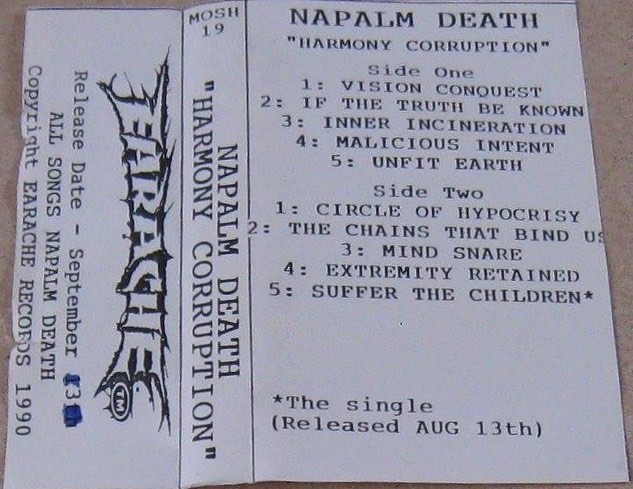 Release Date - September 3
ALL SONGS NAPALM DEATH
Copyright EARACHE RECORDS 1990
EARACHE
TM
MOSH
19
NAPALM DEATH
"HARMONY CORRUPTION"
NAPALM DEATH
"HARMONY CORRUPTION"
Side One
1: VISION CONQUEST
2: IF THE TRUTH BE KNOWN
3: INNER INCINERATION
4: MALICIOUS INTENT
5: UNFIT EARTH
Side Two
1: CIRCLE OF HYPOCRISY
2: THE CHAINS THAT BIND US
3: MIND SNARE
4: EXTREMITY RETAINED
5: SUFFER THE CHILDREN*
*The single
(Released AUG 13th)